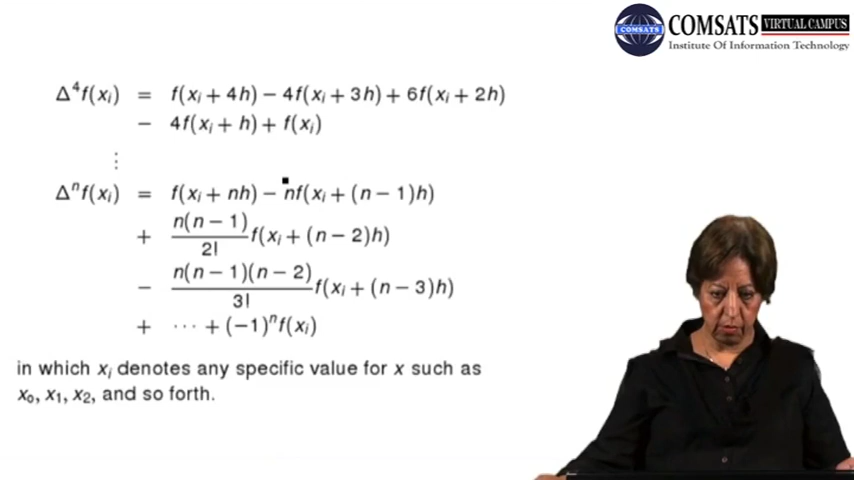 COMSATS VIRTUAL CAMPUS
COMSATS
Institute Of Information Technology
Δ⁴f(xᵢ) = f(xᵢ + 4h) − 4f(xᵢ + 3h) + 6f(xᵢ + 2h)
− 4f(xᵢ + h) + f(xᵢ)
⋮
Δⁿf(xᵢ) = f(xᵢ + nh) − nf(xᵢ + (n − 1)h)
+ n(n − 1)/2! f(xᵢ + (n − 2)h)
− n(n − 1)(n − 2)/3! f(xᵢ + (n − 3)h)
+ ⋯ + (−1)ⁿf(xᵢ)
in which xᵢ denotes any specific value for x such as
x₀, x₁, x₂, and so forth.